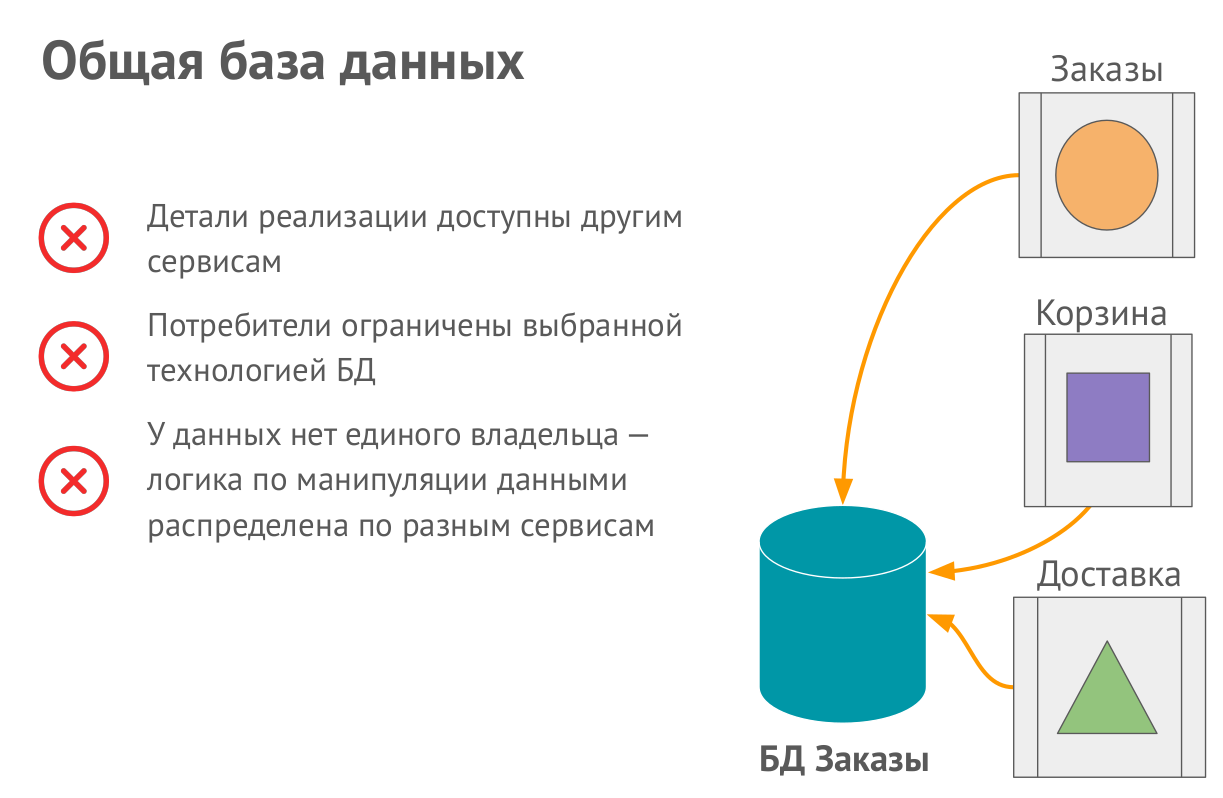 Общая база данных
Детали реализации доступны другим
сервисам
Потребители ограничены выбранной
технологией БД
У данных нет единого владельца —
логика по манипуляции данными
распределена по разным сервисам
Заказы
Корзина
Доставка
БД Заказы